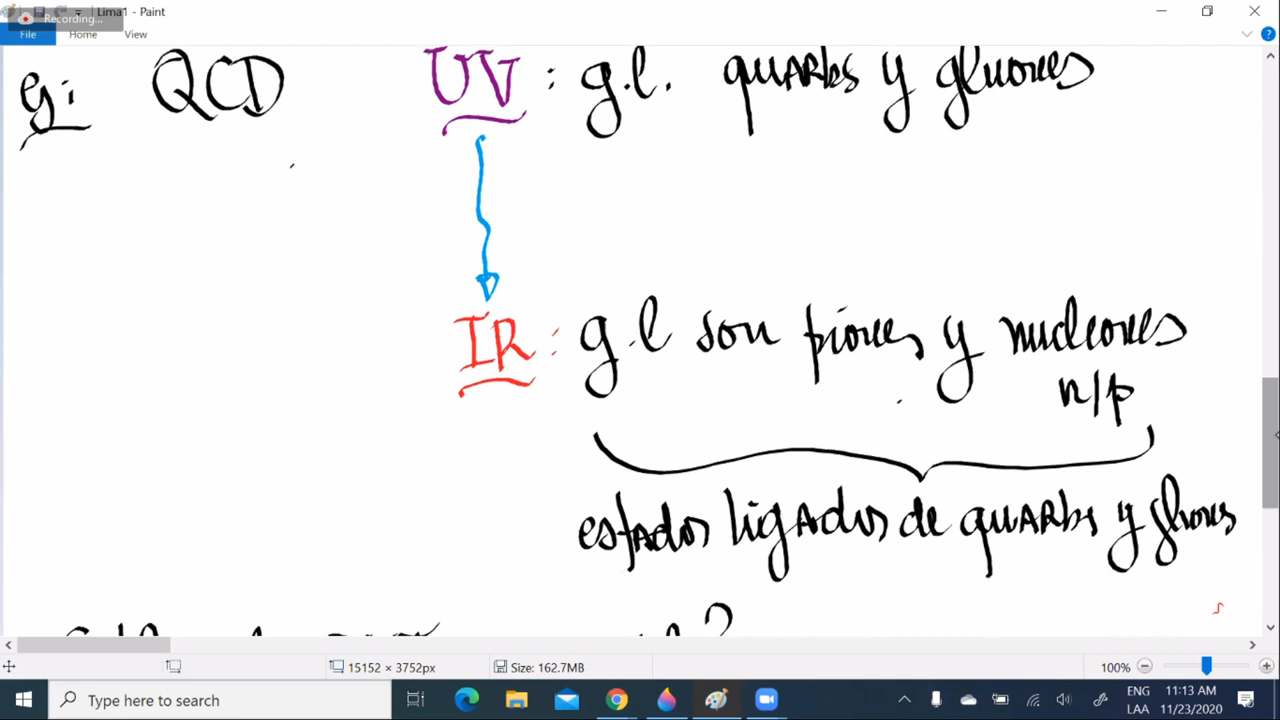 Recording...
Lima1 - Paint
File Home View
eg: QCD UV : g.l. quarks y gluones
IR : g.l son piones y nucleones
n/p
estados ligados de quarks y gluones
?
15152 × 3752px Size: 162.7MB 100%
Type here to search
ENG 11:13 AM
LAA 11/23/2020